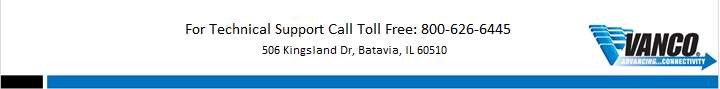 For Technical Support Call Toll Free: 800-626-6445
506 Kingsland Dr, Batavia, IL 60510
VANCO®
ADVANCING...CONNECTIVITY